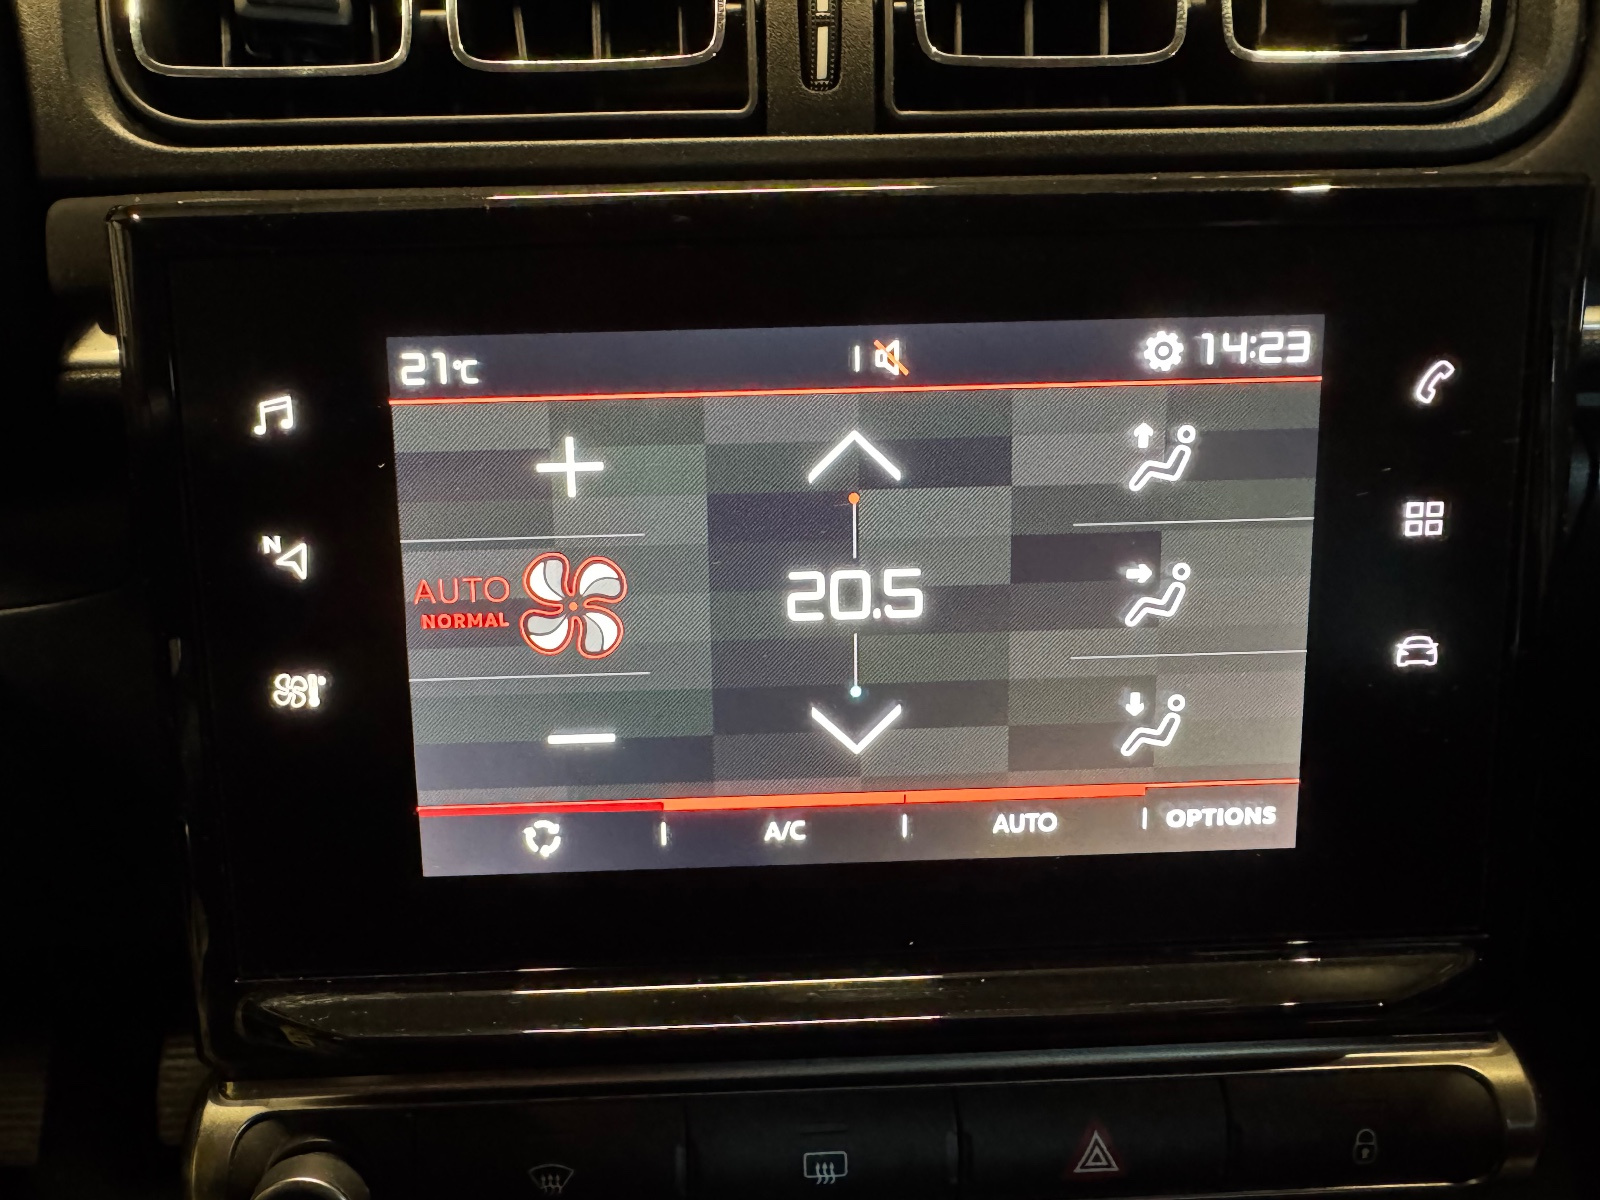 21°C
14:23
N
AUTO
NORMAL
20.5
A/C
AUTO
OPTIONS